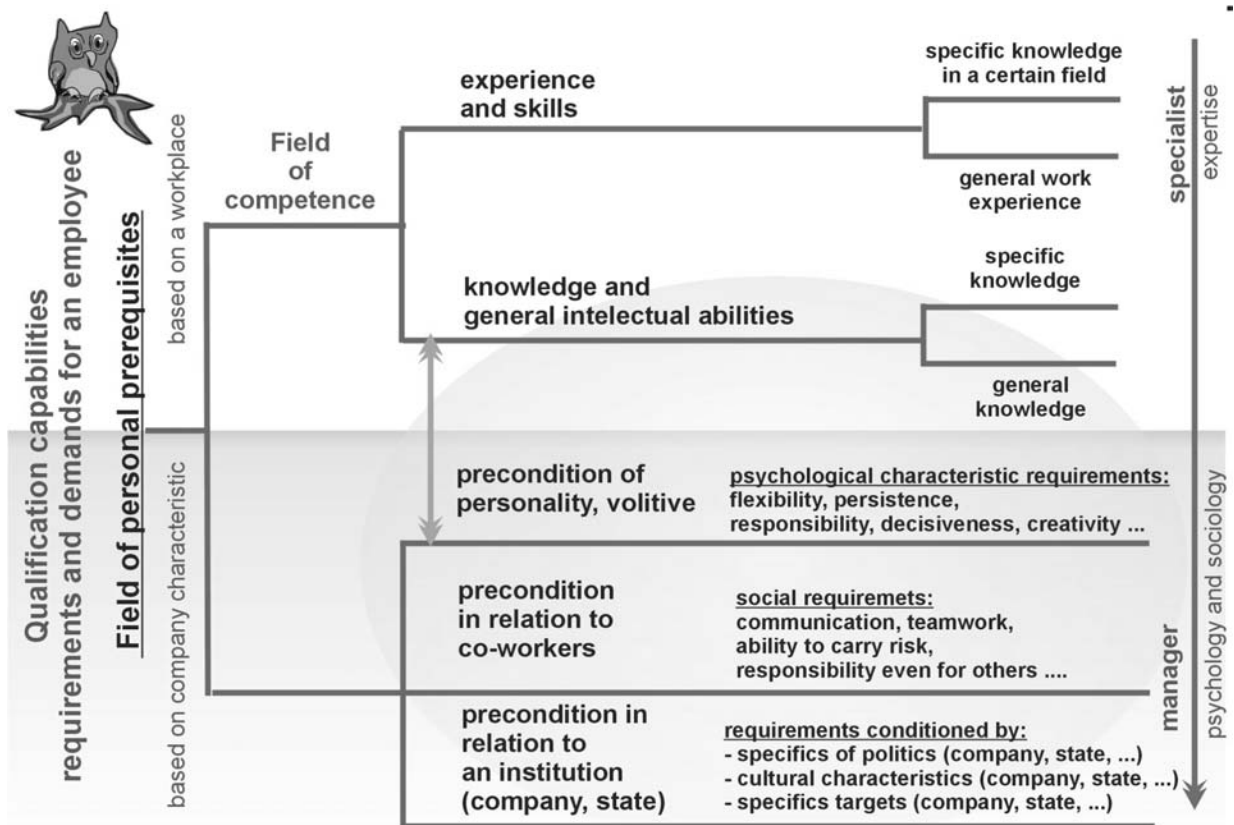 Qualification capabilities
requirements and demands for an employee
Field of personal prerequisites
based on a workplace
based on company characteristic
Field
of
competence
experience
and skills
specific knowledge
in a certain field
general work
experience
knowledge and
general intelectual abilities
specific
knowledge
general
knowledge
precondition of
personality, volitive
psychological characteristic requirements:
flexibility, persistence,
responsibility, decisiveness, creativity ...
precondition
in relation to
co-workers
social requiremets:
communication, teamwork,
ability to carry risk,
responsibility even for others ....
precondition in
relation to
an institution
(company, state)
requirements conditioned by:
- specifics of politics (company, state, ...)
- cultural characteristics (company, state, ...)
- specifics targets (company, state, ...)
specialist
expertise
manager
psychology and sociology